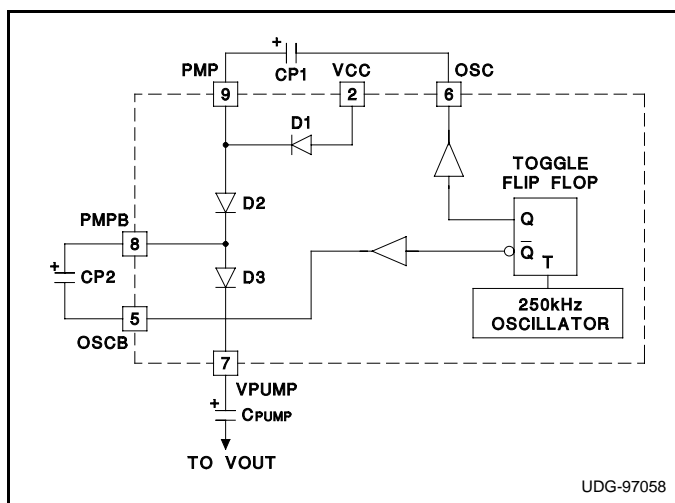 PMP
+
CP1
VCC
OSC
9
2
6
D1
TOGGLE
FLIP FLOP
D2
Q
PMPB
8
Q̅
T
+
CP2
D3
250kHz
OSCILLATOR
5
OSCB
7
VPUMP
+
CPUMP
TO VOUT
UDG-97058